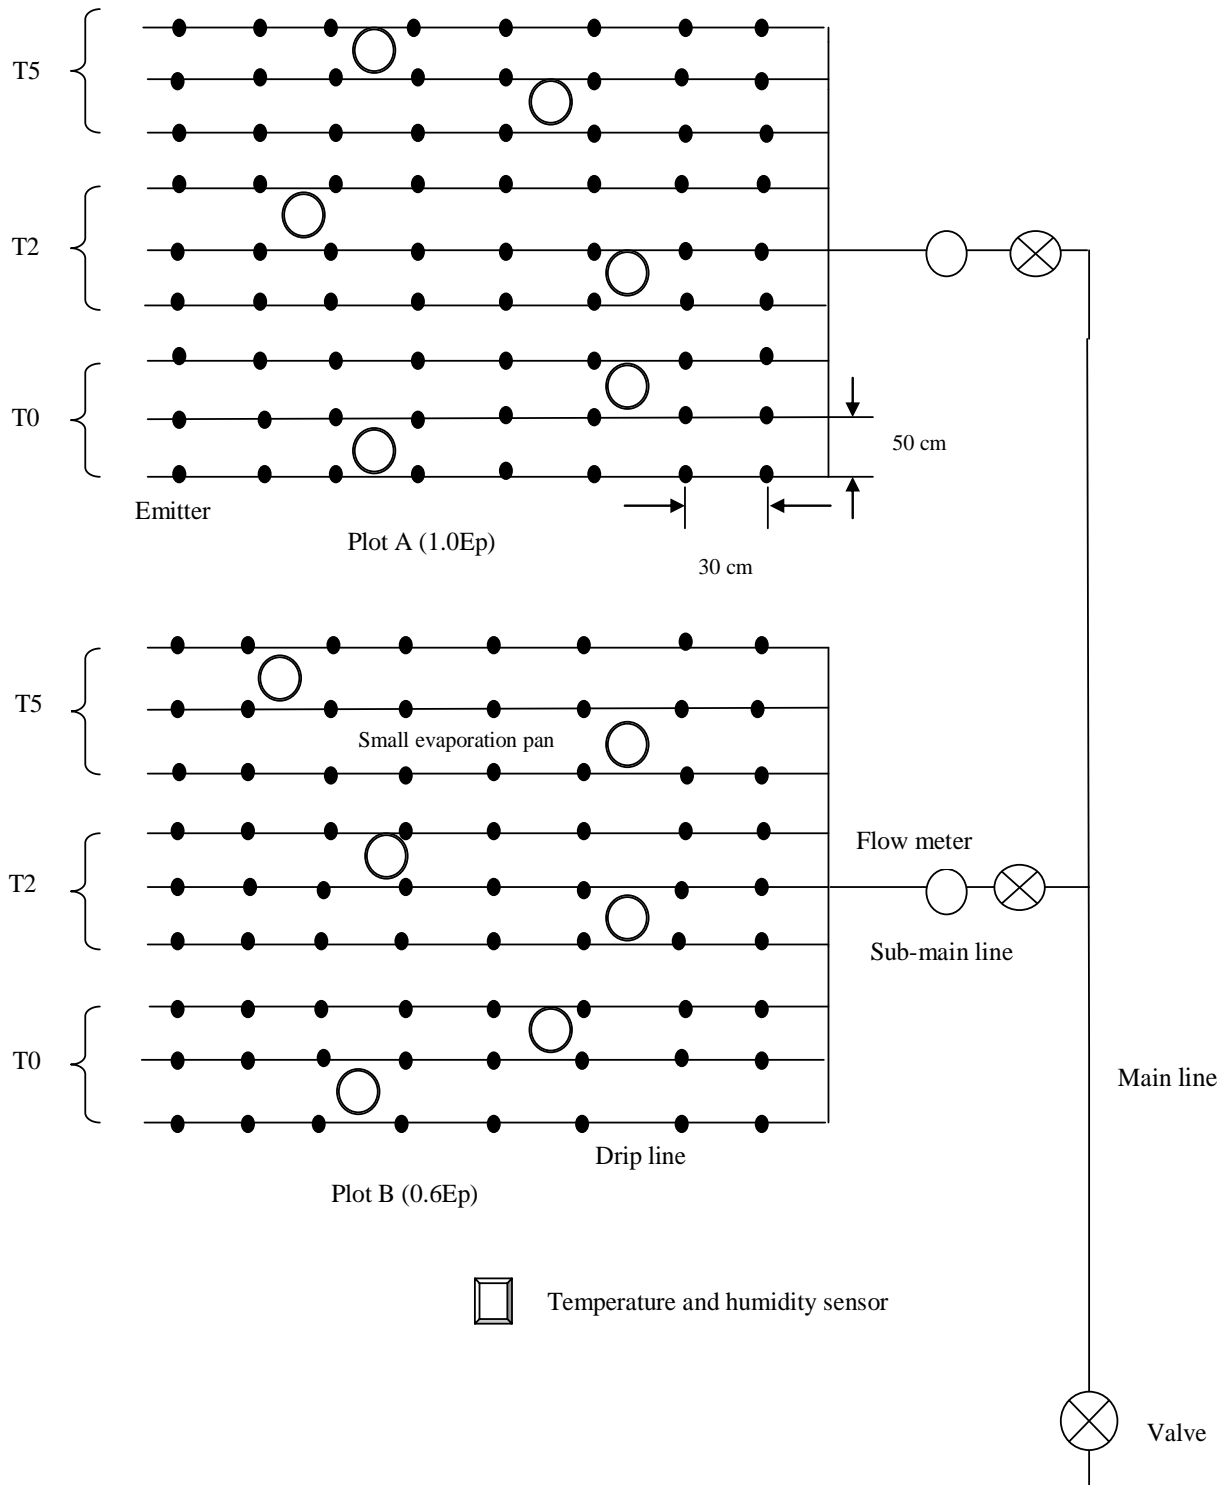 T5
T2
T0
50 cm
Emitter
Plot A (1.0Ep)
30 cm
T5
Small evaporation pan
Flow meter
T2
Sub-main line
T0
Main line
Drip line
Plot B (0.6Ep)
Temperature and humidity sensor
Valve